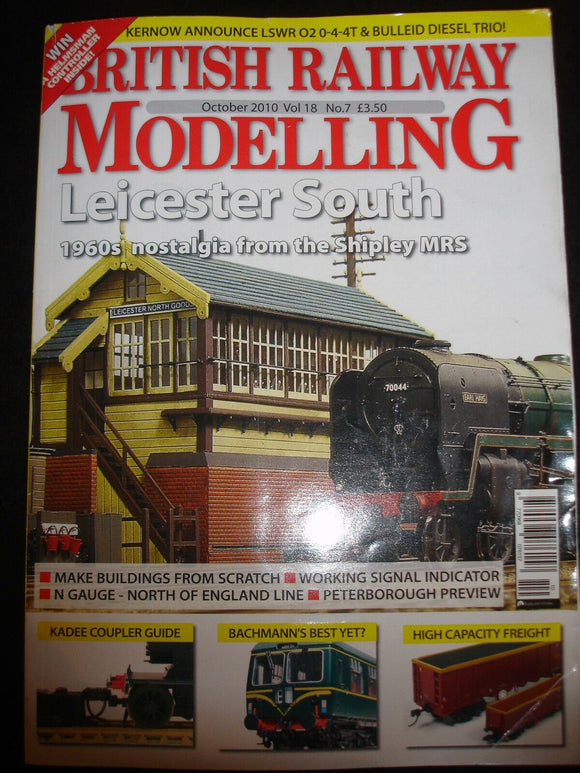 KERNOW ANNOUNCE LSWR O2 0-4-4T & BULLEID DIESEL TRIO!
WIN
A HELMSMAN
CONTROLLER
INSIDE!
BRITISH RAILWAY
October 2010 Vol 18 No.7 £3.50
MODELLING
Leicester South
1960s nostalgia from the Shipley MRS
LEICESTER NORTH GOODS
70044
EARL HAIG
MAKE BUILDINGS FROM SCRATCH
WORKING SIGNAL INDICATOR
N GAUGE - NORTH OF ENGLAND LINE
PETERBOROUGH PREVIEW
KADEE COUPLER GUIDE
BACHMANN'S BEST YET?
HIGH CAPACITY FREIGHT